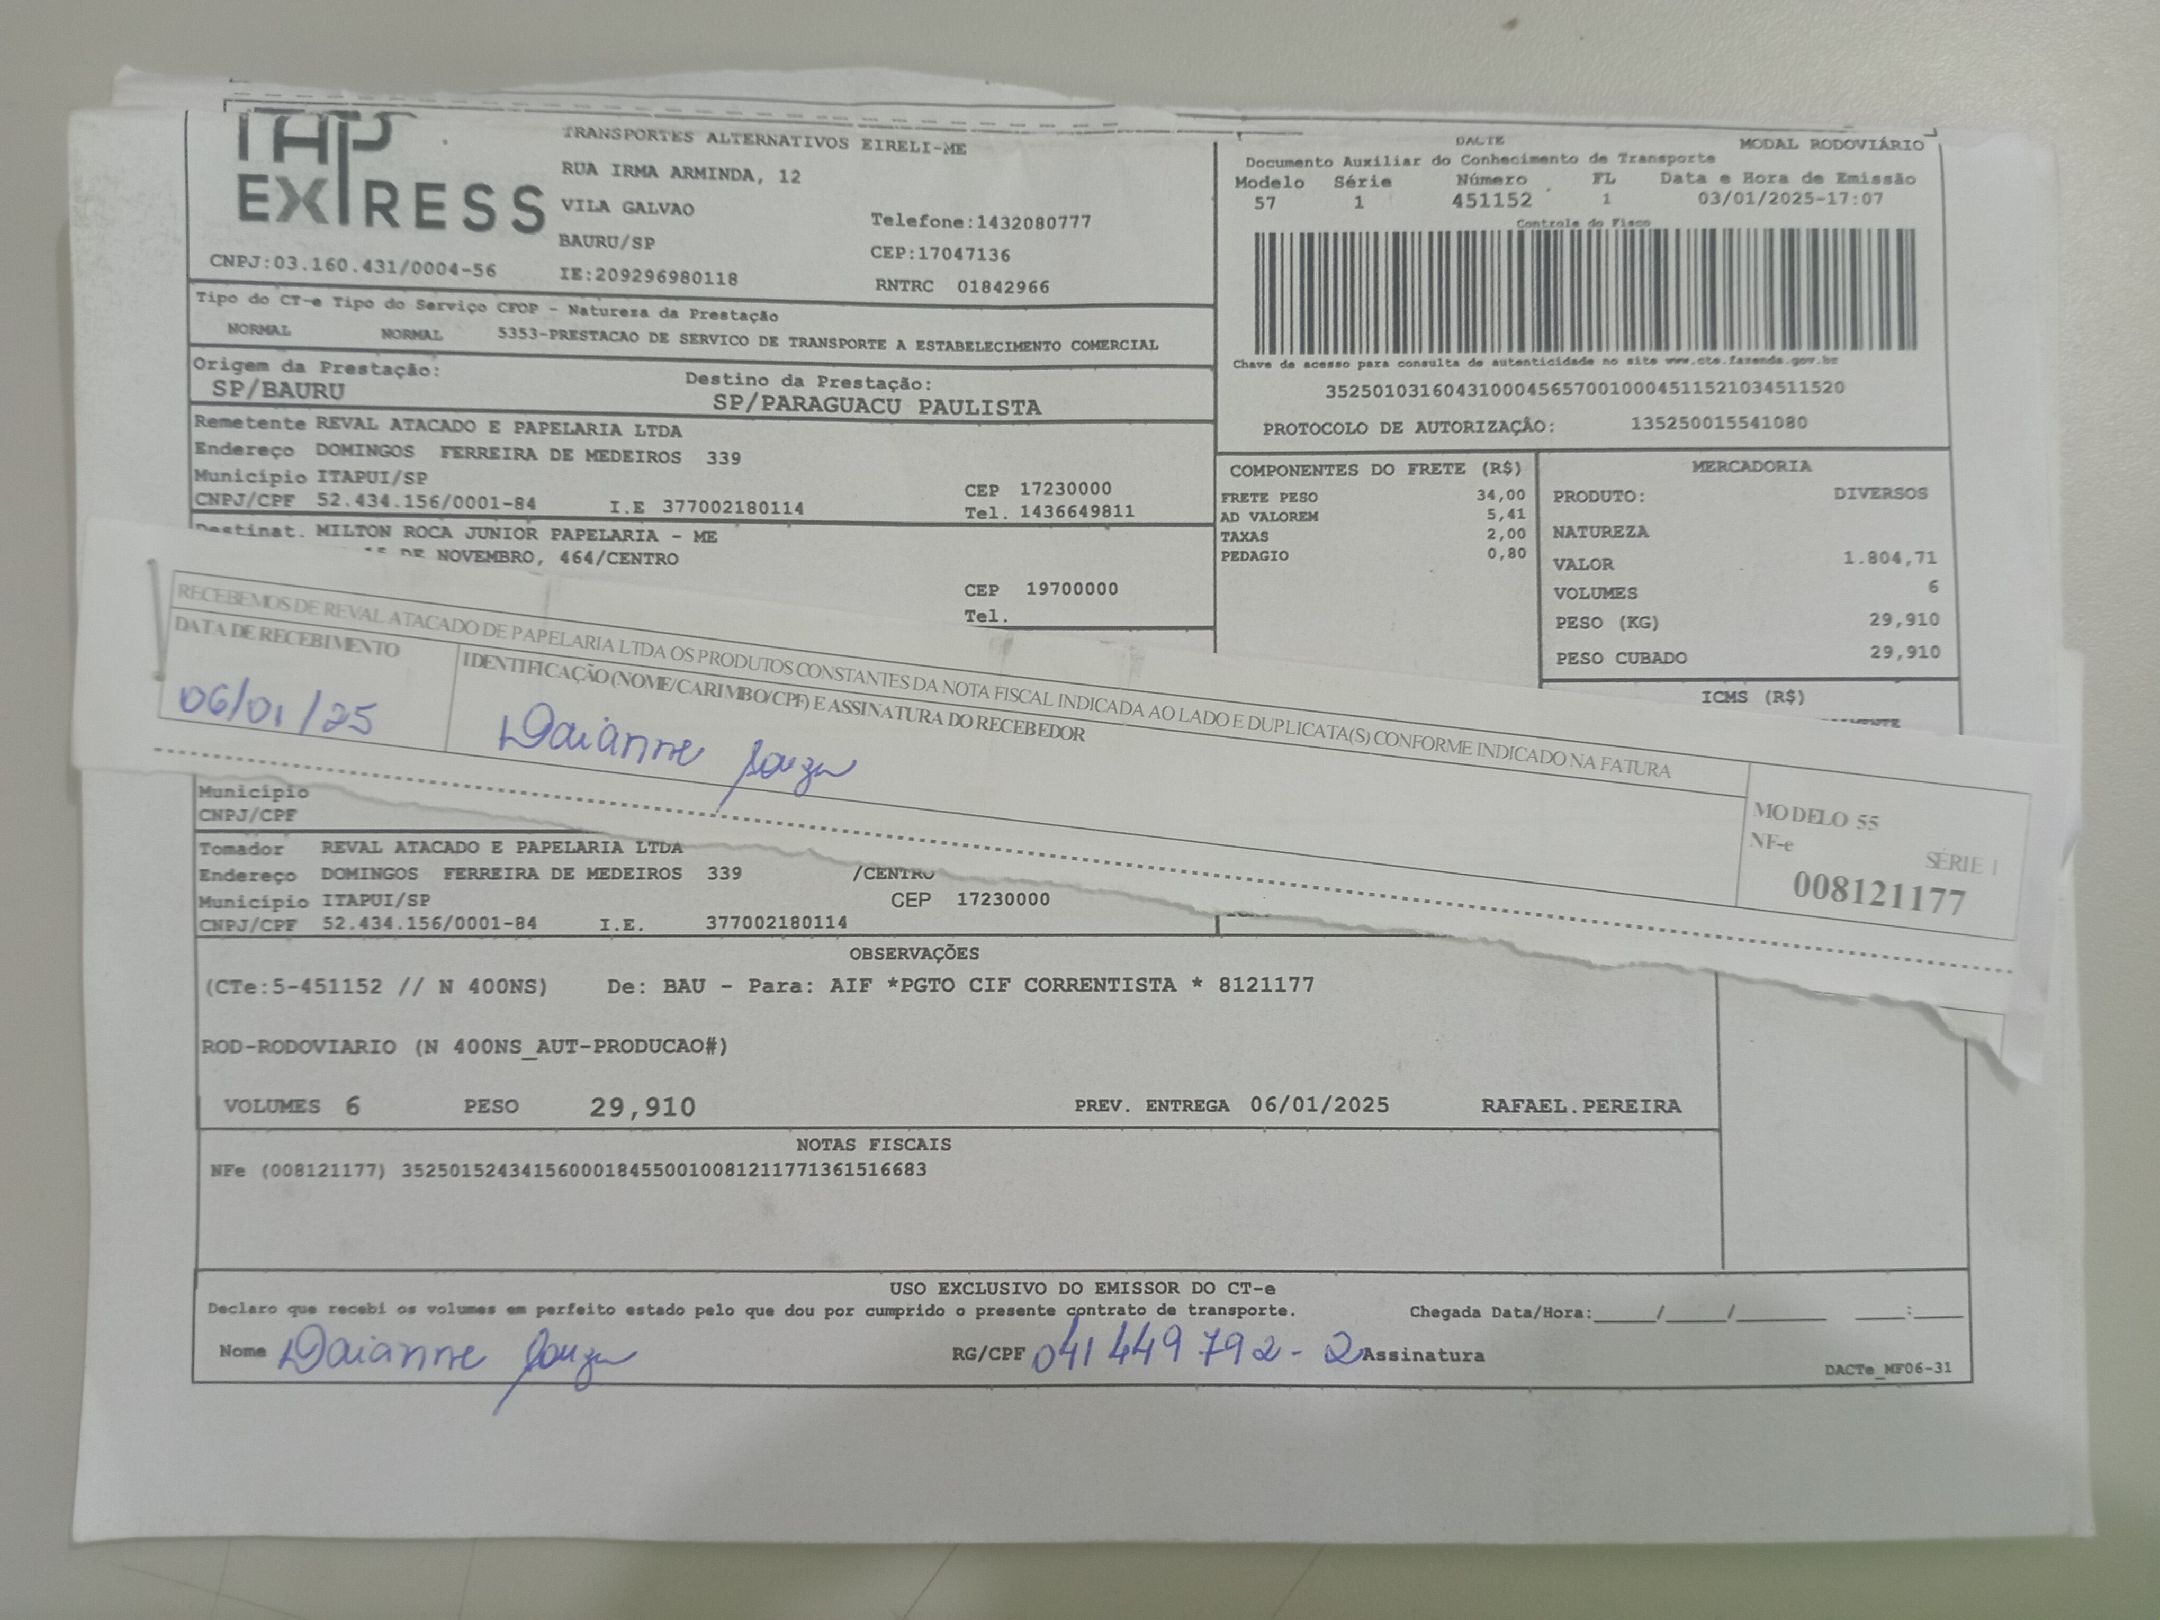 TAP
EXPRESS
CNPJ:03.160.431/0004-56
TRANSPORTES ALTERNATIVOS EIRELI-ME
RUA IRMA ARMINDA, 12
VILA GALVAO
BAURU/SP
IE:209296980118
Telefone:1432080777
CEP:17047136
RNTRC 01842966
DACTE MODAL RODOVIÁRIO
Documento Auxiliar do Conhecimento de Transporte
Modelo Série Número FL Data e Hora de Emissão
57 1 451152 1 03/01/2025-17:07
Controle do Fisco
Chave de acesso para consulta de autenticidade no site www.cte.fazenda.gov.br
35250103160431000456570010004511521034511520
PROTOCOLO DE AUTORIZAÇÃO: 135250015541080
Tipo do CT-e Tipo do Serviço CFOP - Natureza da Prestação
NORMAL NORMAL 5353-PRESTACAO DE SERVICO DE TRANSPORTE A ESTABELECIMENTO COMERCIAL
Origem da Prestação: Destino da Prestação:
SP/BAURU SP/PARAGUACU PAULISTA
Remetente REVAL ATACADO E PAPELARIA LTDA
Endereço DOMINGOS FERREIRA DE MEDEIROS 339
Município ITAPUI/SP CEP 17230000
CNPJ/CPF 52.434.156/0001-84 I.E 377002180114 Tel. 1436649811
Destinat. MILTON ROCA JUNIOR PAPELARIA - ME
DE NOVEMBRO, 464/CENTRO
CEP 19700000
Tel.
COMPONENTES DO FRETE (R$)
FRETE PESO 34,00
AD VALOREM 5,41
TAXAS 2,00
PEDAGIO 0,80
MERCADORIA
PRODUTO: DIVERSOS
NATUREZA
VALOR 1.804,71
VOLUMES 6
PESO (KG) 29,910
PESO CUBADO 29,910
ICMS (R$)
RECEBEMOS DE REVAL ATACADO DE PAPELARIA LTDA OS PRODUTOS CONSTANTES DA NOTA FISCAL INDICADA AO LADO E DUPLICATA(S) CONFORME INDICADO NA FATURA
DATA DE RECEBIMENTO
06/01/25
IDENTIFICAÇÃO (NOME/CARIMBO/CPF) E ASSINATURA DO RECEBEDOR
Daianne Souza
MODELO 55
NF-e SÉRIE 1
008121177
Município
CNPJ/CPF
Tomador REVAL ATACADO E PAPELARIA LTDA
Endereço DOMINGOS FERREIRA DE MEDEIROS 339 /CENTRO
Município ITAPUI/SP CEP 17230000
CNPJ/CPF 52.434.156/0001-84 I.E. 377002180114
OBSERVAÇÕES
(CTe:5-451152 // N 400NS) De: BAU - Para: AIF *PGTO CIF CORRENTISTA * 8121177
ROD-RODOVIARIO (N 400NS_AUT-PRODUCAO#)
VOLUMES 6 PESO 29,910 PREV. ENTREGA 06/01/2025 RAFAEL.PEREIRA
NOTAS FISCAIS
NFe (008121177) 35250152434156000184550010081211771361516683
USO EXCLUSIVO DO EMISSOR DO CT-e
Declaro que recebi os volumes em perfeito estado pelo que dou por cumprido o presente contrato de transporte. Chegada Data/Hora:_____/_____/_______ ____:____
Nome Daianne Souza RG/CPF 041 449 792-2 Assinatura
DACTe_MF06-31